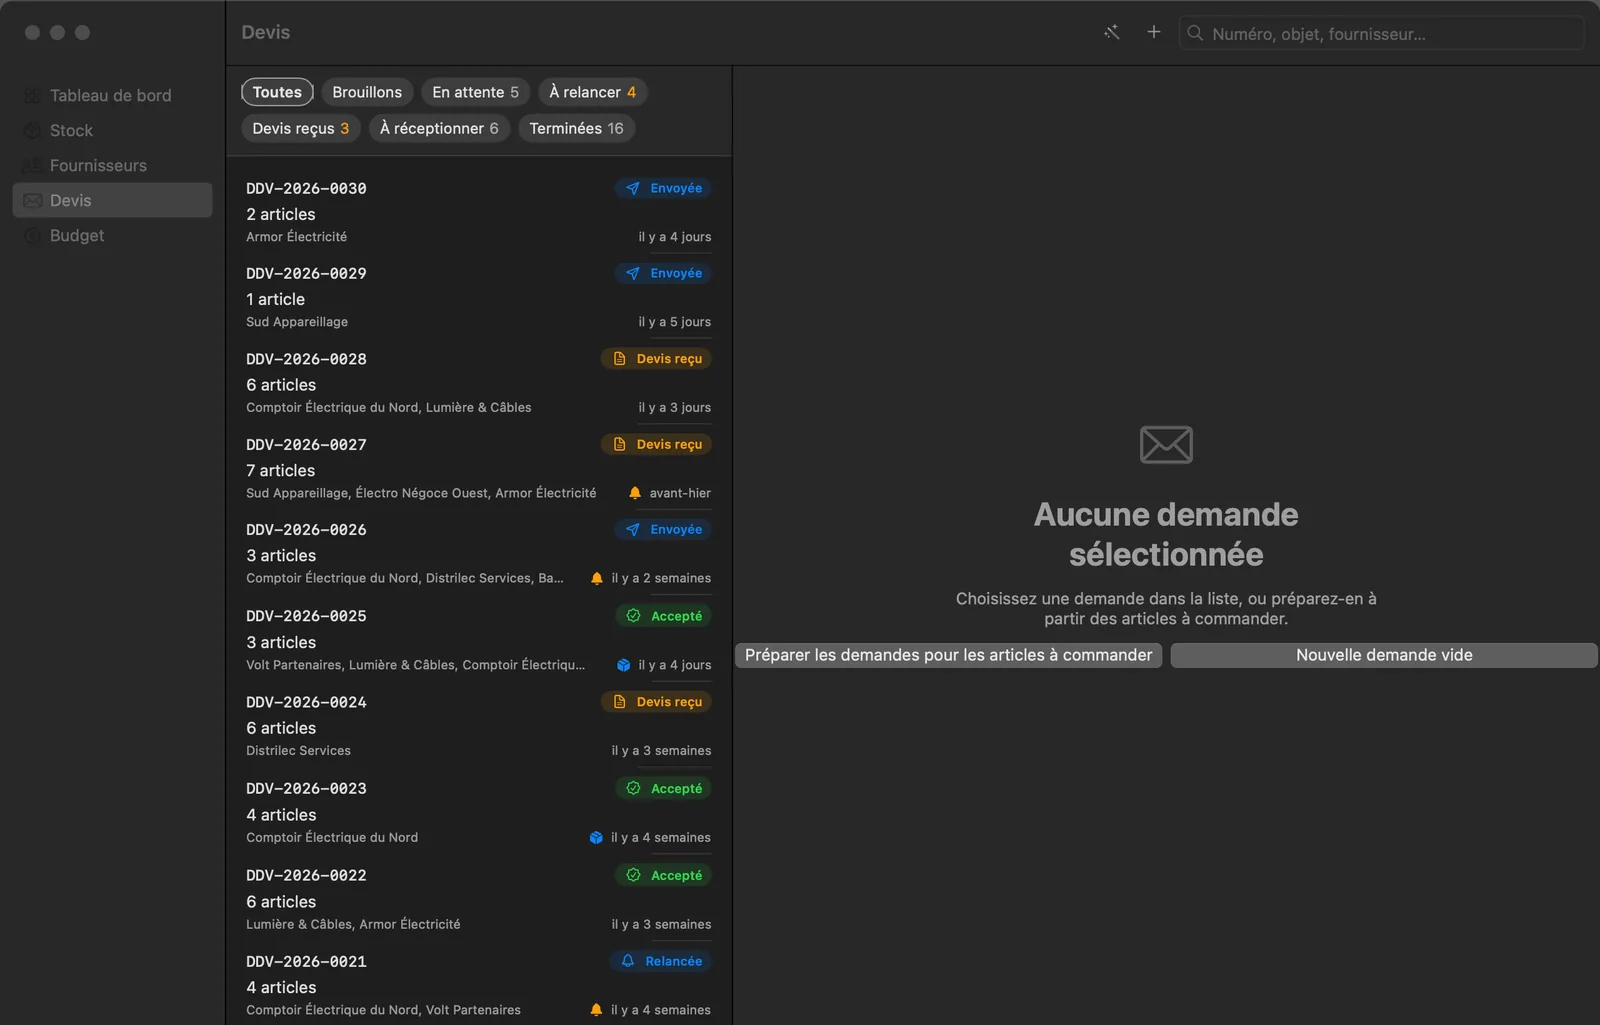 Devis
Numéro, objet, fournisseur...
Tableau de bord
Stock
Fournisseurs
Devis
Budget
Toutes
Brouillons
En attente 5
À relancer 4
Devis reçus 3
À réceptionner 6
Terminées 16
DDV-2026-0030
Envoyée
2 articles
Armor Électricité
il y a 4 jours
DDV-2026-0029
Envoyée
1 article
Sud Appareillage
il y a 5 jours
DDV-2026-0028
Devis reçu
6 articles
Comptoir Électrique du Nord, Lumière & Câbles
il y a 3 jours
DDV-2026-0027
Devis reçu
7 articles
Sud Appareillage, Électro Négoce Ouest, Armor Électricité
avant-hier
DDV-2026-0026
Envoyée
3 articles
Comptoir Électrique du Nord, Distrilec Services, Ba...
il y a 2 semaines
DDV-2026-0025
Accepté
3 articles
Volt Partenaires, Lumière & Câbles, Comptoir Électriqu...
il y a 4 jours
DDV-2026-0024
Devis reçu
6 articles
Distrilec Services
il y a 3 semaines
DDV-2026-0023
Accepté
4 articles
Comptoir Électrique du Nord
il y a 4 semaines
DDV-2026-0022
Accepté
6 articles
Lumière & Câbles, Armor Électricité
il y a 3 semaines
DDV-2026-0021
Relancée
4 articles
Comptoir Électrique du Nord, Volt Partenaires
il y a 4 semaines
Aucune demande
sélectionnée
Choisissez une demande dans la liste, ou préparez-en à
partir des articles à commander.
Préparer les demandes pour les articles à commander
Nouvelle demande vide